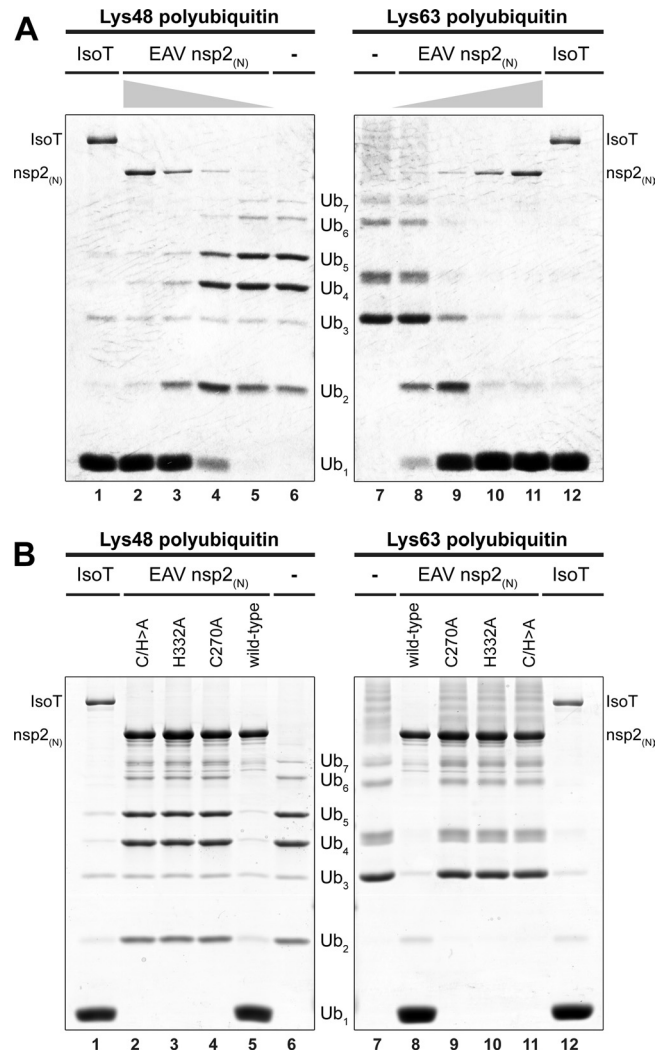 A
Lys48 polyubiquitin
Lys63 polyubiquitin
IsoT
EAV nsp2(N)
-
-
EAV nsp2(N)
IsoT
IsoT
nsp2(N)
Ub7
Ub6
Ub5
Ub4
Ub3
Ub2
Ub1
IsoT
nsp2(N)
1 2 3 4 5 6
7 8 9 10 11 12
B
Lys48 polyubiquitin
Lys63 polyubiquitin
IsoT
EAV nsp2(N)
-
-
EAV nsp2(N)
IsoT
C/H>A
H332A
C270A
wild-type
wild-type
C270A
H332A
C/H>A
IsoT
nsp2(N)
Ub7
Ub6
Ub5
Ub4
Ub3
Ub2
Ub1
IsoT
nsp2(N)
1 2 3 4 5 6
7 8 9 10 11 12